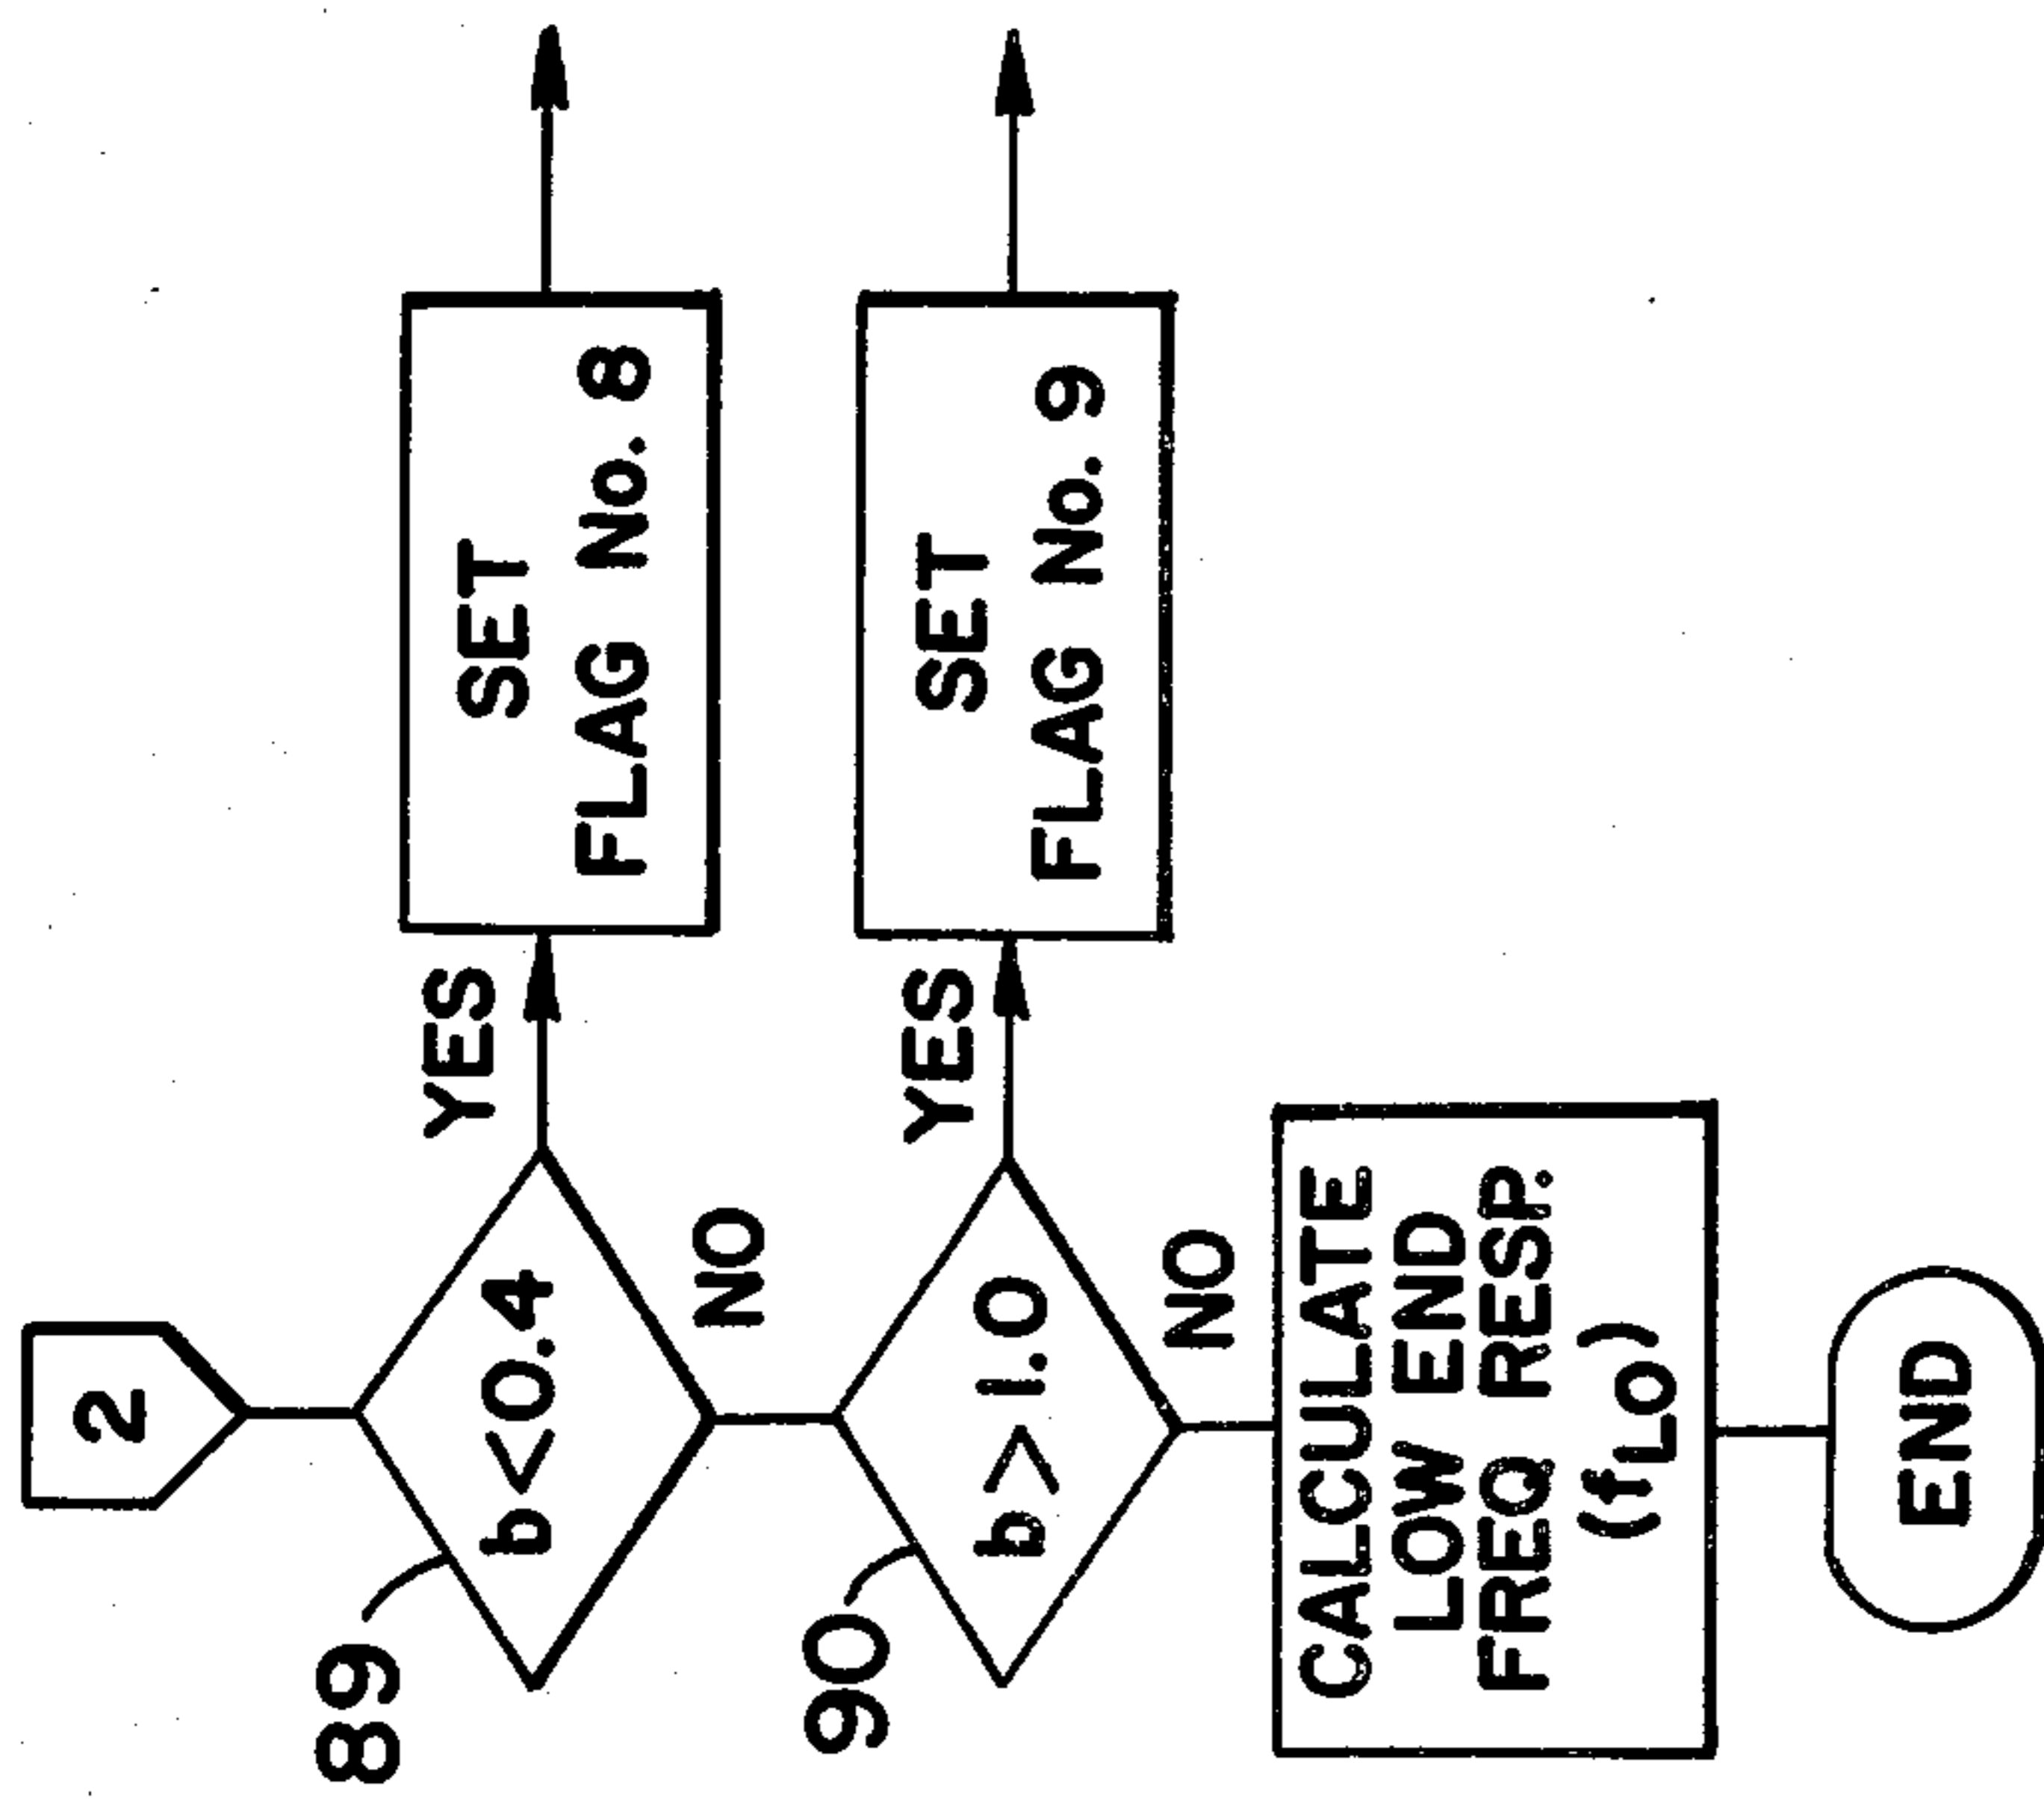 2
89
b<0.4
YES
SET
FLAG No. 8
NO
90
b>1.0
YES
SET
FLAG No. 9
NO
CALCULATE
LOW END
FREQ RESP.
(fLO)
END